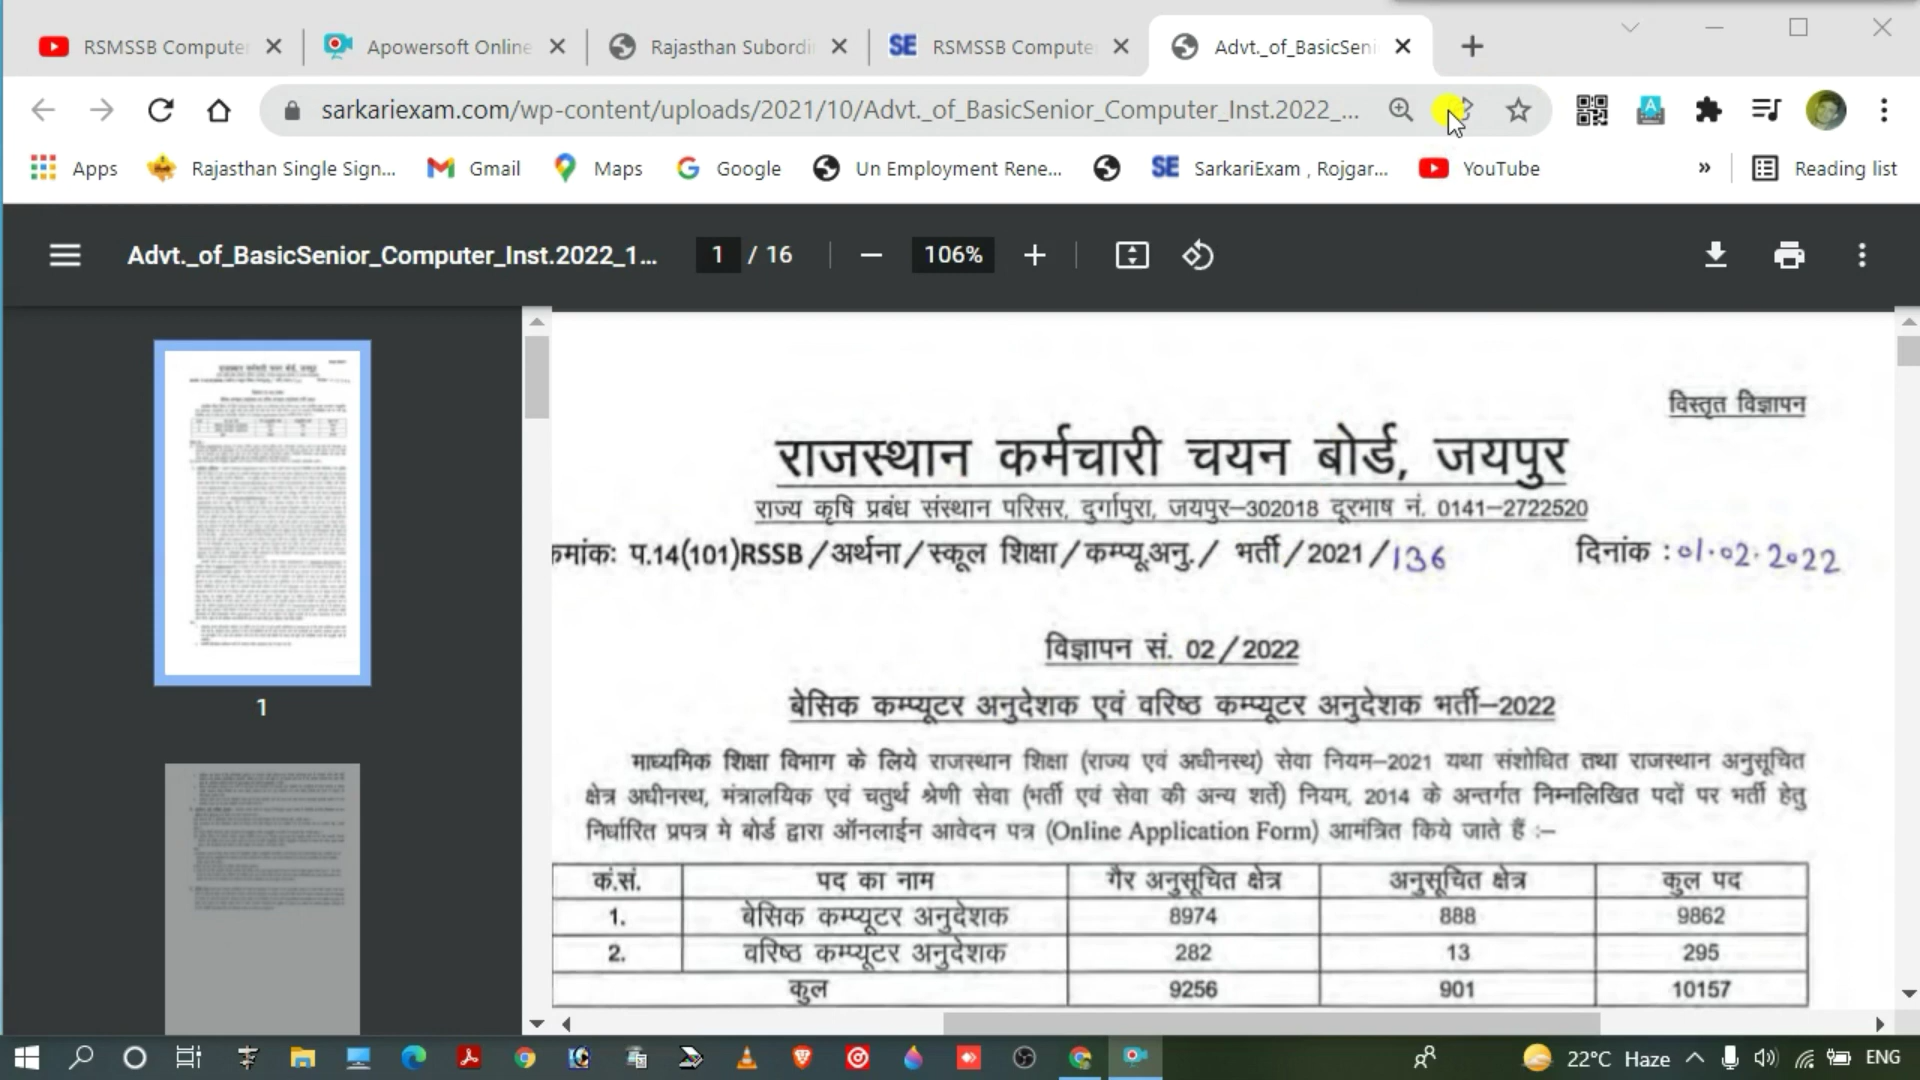 RSMSSB Compute
Apowersoft Online
Rajasthan Subordi
SE RSMSSB Compute
Advt._of_BasicSeni
sarkariexam.com/wp-content/uploads/2021/10/Advt._of_BasicSenior_Computer_Inst.2022_...
Apps
Rajasthan Single Sign...
Gmail
Maps
Google
Un Employment Rene...
SE SarkariExam , Rojgar...
YouTube
»
Reading list
Advt._of_BasicSenior_Computer_Inst.2022_1...
1 / 16
106%
विस्तृत विज्ञापन
राजस्थान कर्मचारी चयन बोर्ड, जयपुर
राज्य कृषि प्रबंध संस्थान परिसर, दुर्गापुरा, जयपुर–302018 दूरभाष नं. 0141–2722520
कमांकः प.14(101)RSSB/अर्थना/स्कूल शिक्षा/कम्प्यू.अनु./ भर्ती/2021/136 दिनांक : 01.02.2022
विज्ञापन सं. 02/2022
बेसिक कम्प्यूटर अनुदेशक एवं वरिष्ठ कम्प्यूटर अनुदेशक भर्ती–2022
माध्यमिक शिक्षा विभाग के लिये राजस्थान शिक्षा (राज्य एवं अधीनस्थ) सेवा नियम–2021 यथा संशोधित तथा राजस्थान अनुसूचित
क्षेत्र अधीनस्थ, मंत्रालयिक एवं चतुर्थ श्रेणी सेवा (भर्ती एवं सेवा की अन्य शर्ते) नियम, 2014 के अन्तर्गत निम्नलिखित पदों पर भर्ती हेतु
निर्धारित प्रपत्र मे बोर्ड द्वारा ऑनलाईन आवेदन पत्र (Online Application Form) आमंत्रित किये जाते हैं :–
कं.सं. पद का नाम गैर अनुसूचित क्षेत्र अनुसूचित क्षेत्र कुल पद
1. बेसिक कम्प्यूटर अनुदेशक 8974 888 9862
2. वरिष्ठ कम्प्यूटर अनुदेशक 282 13 295
कुल 9256 901 10157
1
22°C Haze
ENG